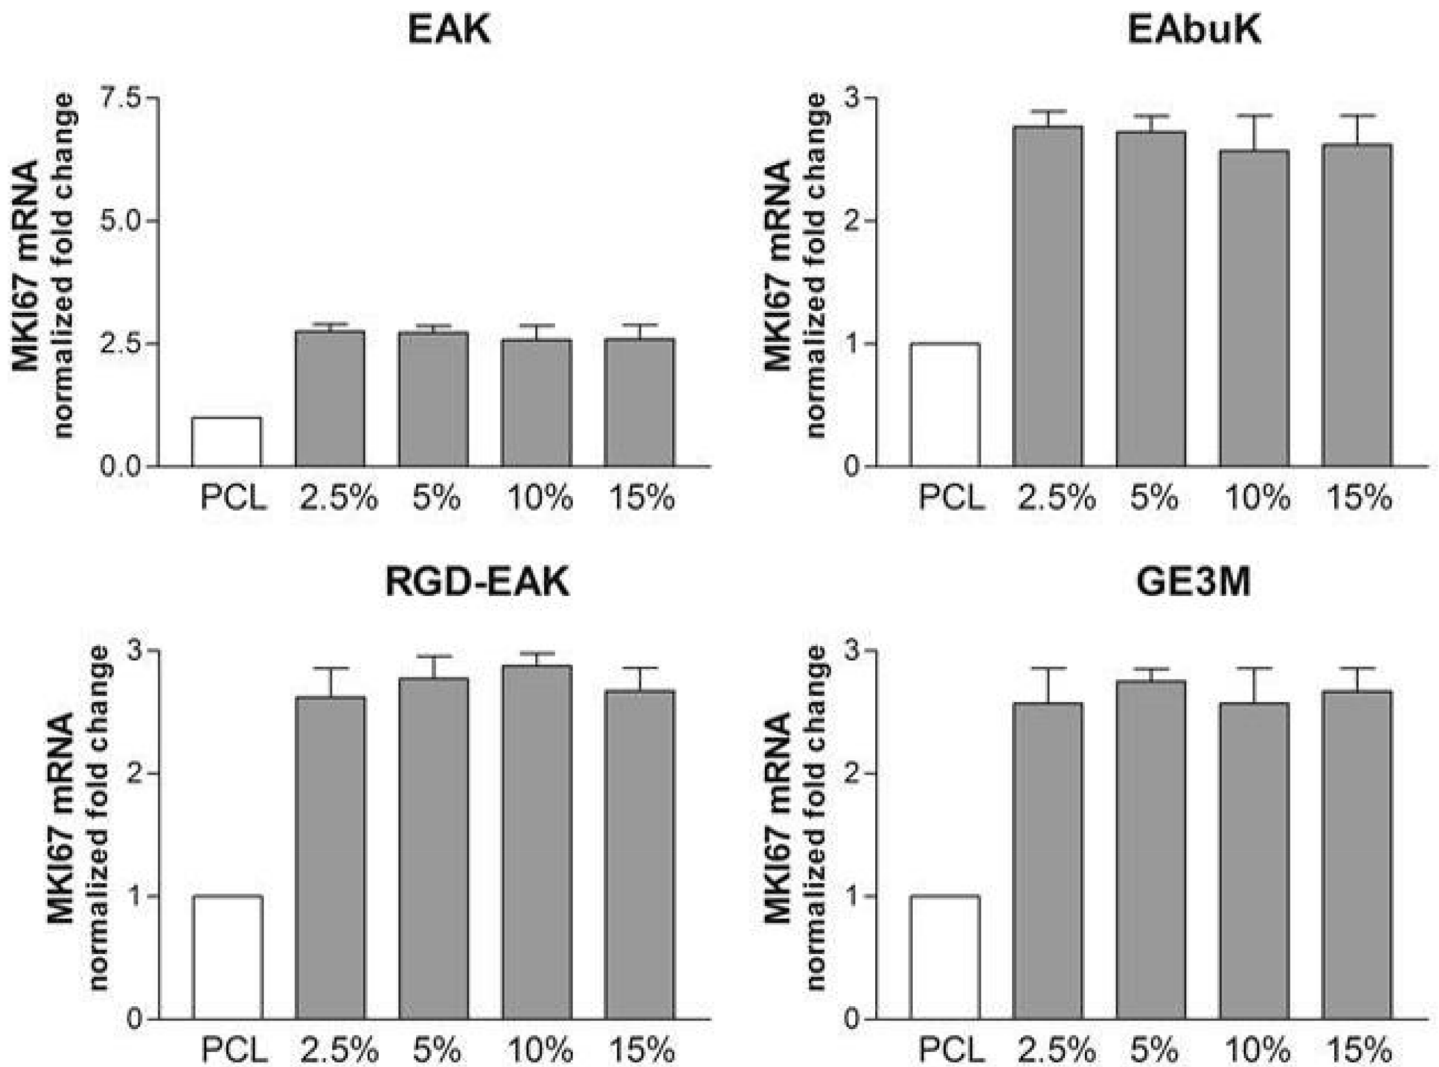 EAK
MKI67 mRNA
normalized fold change
7.5
5.0
2.5
0.0
PCL 2.5% 5% 10% 15%
EAbuK
MKI67 mRNA
normalized fold change
3
2
1
0
PCL 2.5% 5% 10% 15%
RGD-EAK
MKI67 mRNA
normalized fold change
3
2
1
0
PCL 2.5% 5% 10% 15%
GE3M
MKI67 mRNA
normalized fold change
3
2
1
0
PCL 2.5% 5% 10% 15%